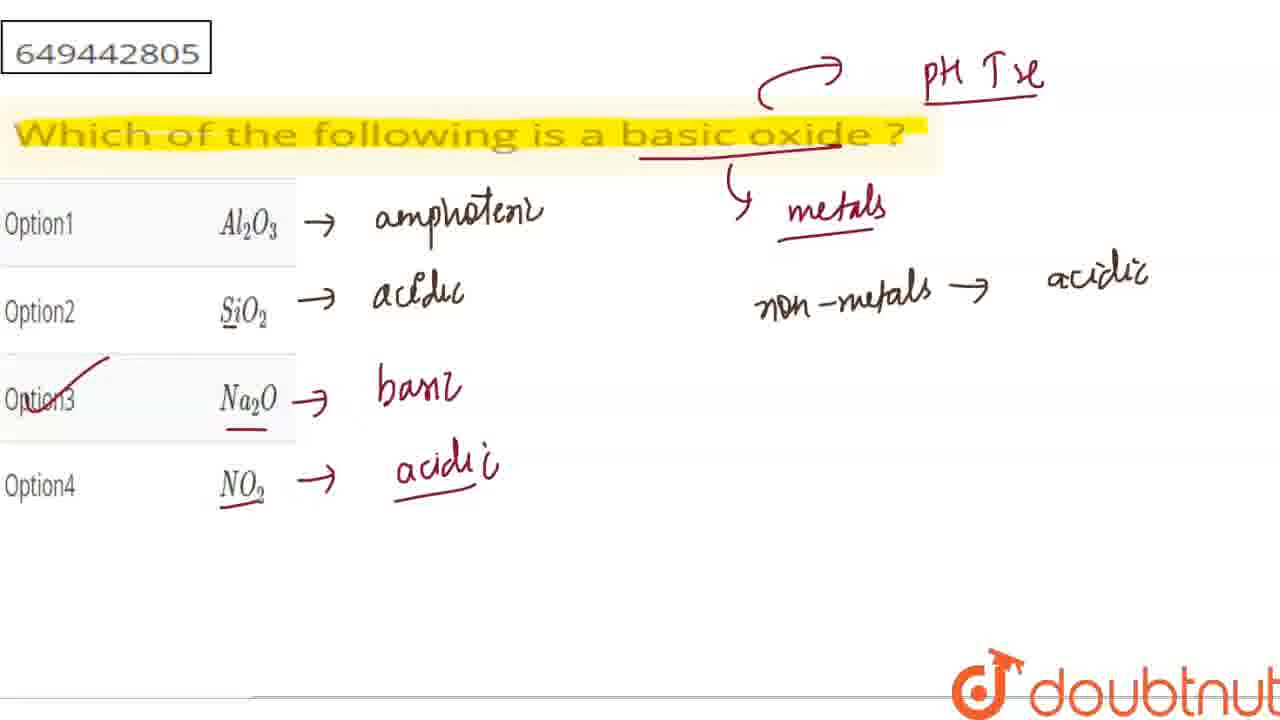 649442805
pH ↑se
Which of the following is a basic oxide ?
metals
Option1 Al₂O₃ → amphoteric
non-metals → acidic
Option2 SiO₂ → acidic
Option3 Na₂O → basic
Option4 NO₂ → acidic
doubtnut